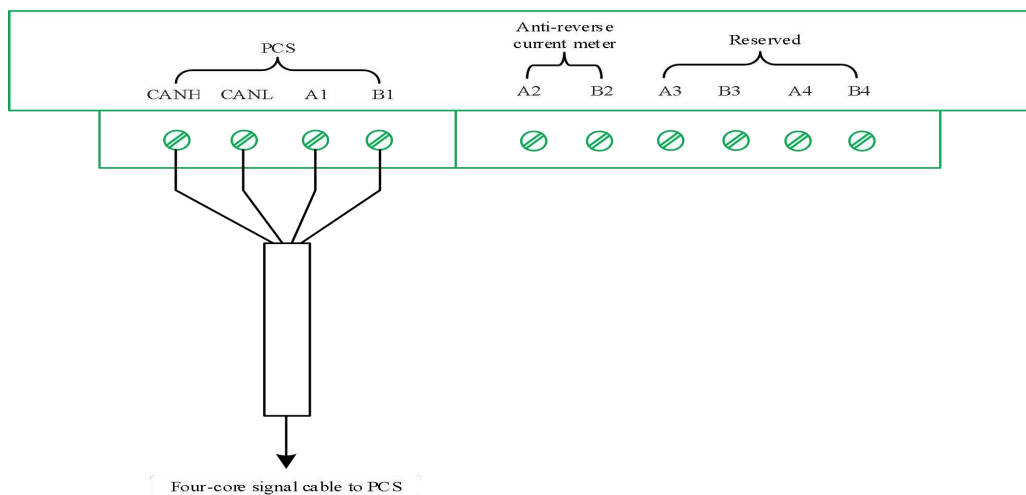 Anti-reverse
current meter
PCS
Reserved
CANH CANL A1 B1 A2 B2 A3 B3 A4 B4
Four-core signal cable to PCS